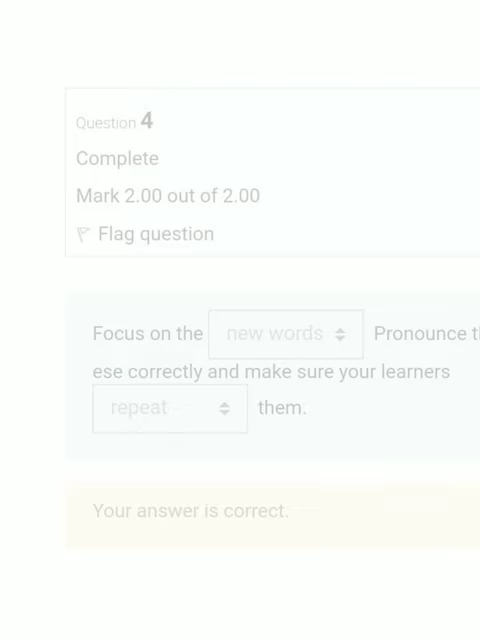 Question 4
Complete
Mark 2.00 out of 2.00
Flag question
Focus on the new words Pronounce th
ese correctly and make sure your learners
repeat them.
Your answer is correct.